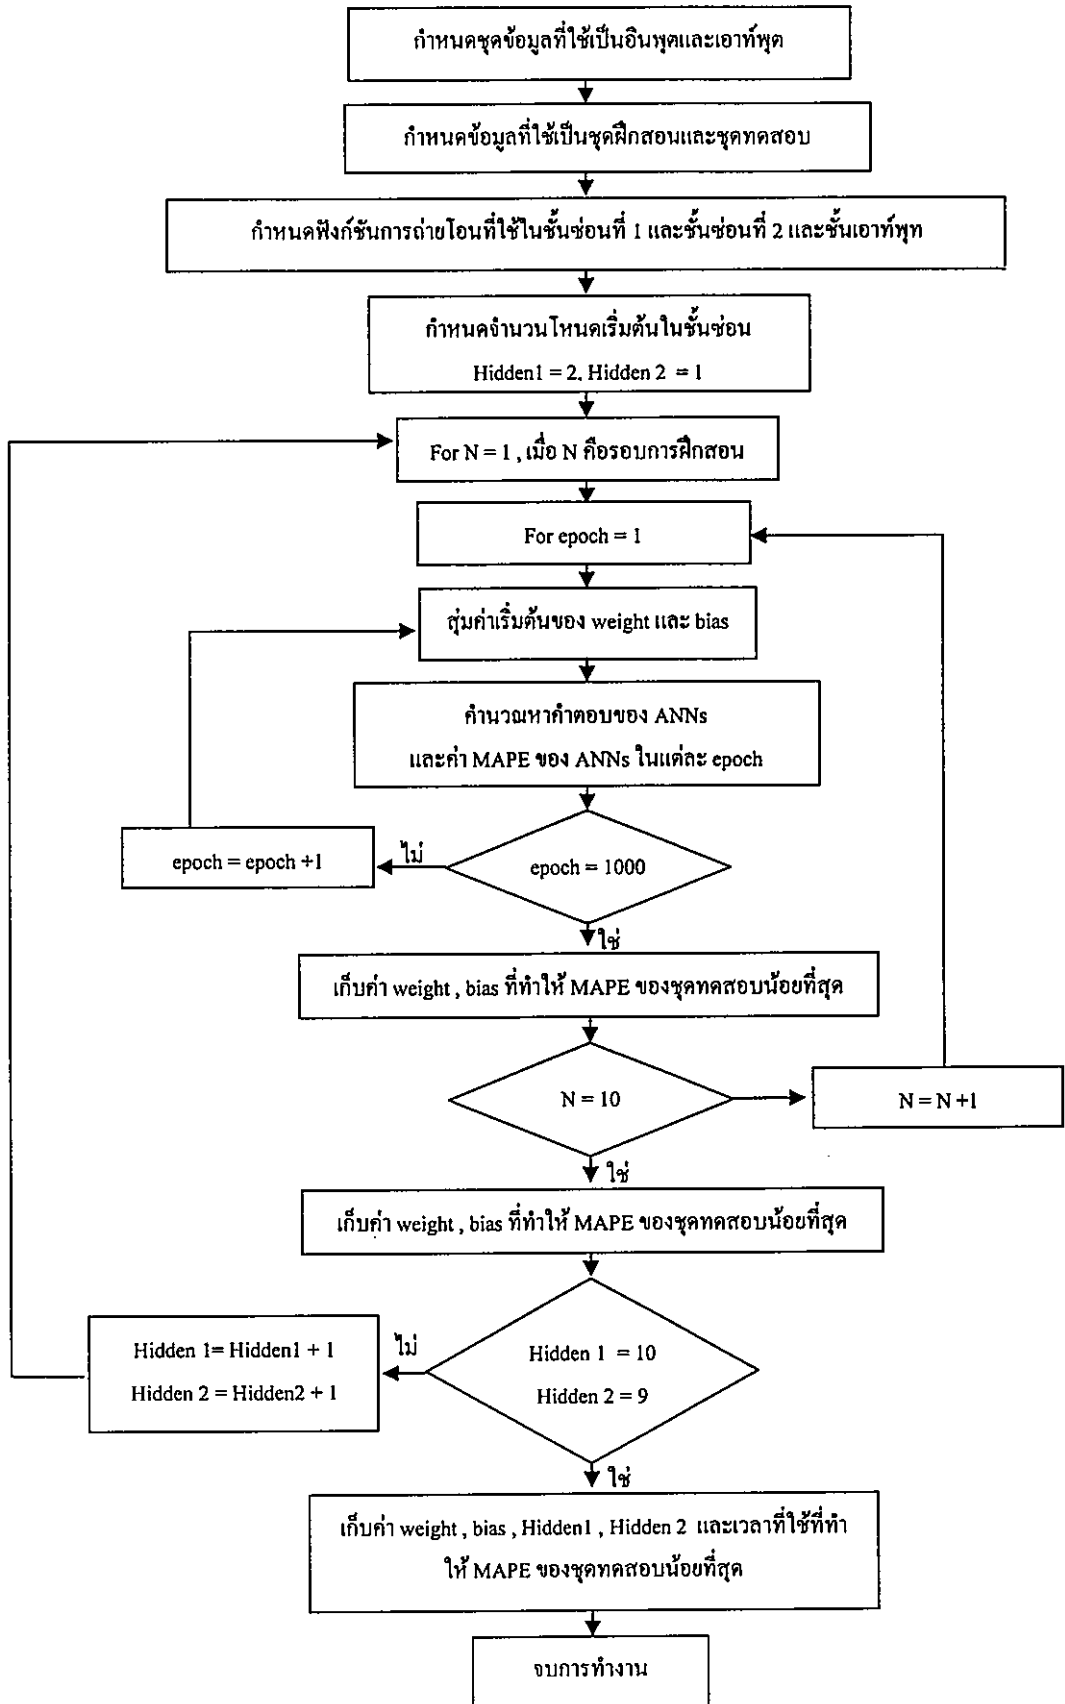 กำหนดชุดข้อมูลที่ใช้เป็นอินพุตและเอาท์พุต
กำหนดข้อมูลที่ใช้เป็นชุดฝึกสอนและชุดทดสอบ
กำหนดฟังก์ชันการถ่ายโอนที่ใช้ในชั้นซ่อนที่ 1 และชั้นซ่อนที่ 2 และชั้นเอาท์พุท
กำหนดจำนวนโหนดเริ่มต้นในชั้นซ่อน
Hidden1 = 2, Hidden 2 = 1
For N = 1 , เมื่อ N คือรอบการฝึกสอน
For epoch = 1
สุ่มค่าเริ่มต้นของ weight และ bias
คำนวณหาคำตอบของ ANNs
และค่า MAPE ของ ANNs ในแต่ละ epoch
epoch = epoch +1
ไม่
epoch = 1000
ใช่
เก็บค่า weight , bias ที่ทำให้ MAPE ของชุดทดสอบน้อยที่สุด
N = 10
N = N +1
ใช่
เก็บค่า weight , bias ที่ทำให้ MAPE ของชุดทดสอบน้อยที่สุด
Hidden 1= Hidden1 + 1
Hidden 2 = Hidden2 + 1
ไม่
Hidden 1 = 10
Hidden 2 = 9
ใช่
เก็บค่า weight , bias , Hidden1 , Hidden 2 และเวลาที่ใช้ที่ทำ
ให้ MAPE ของชุดทดสอบน้อยที่สุด
จบการทำงาน